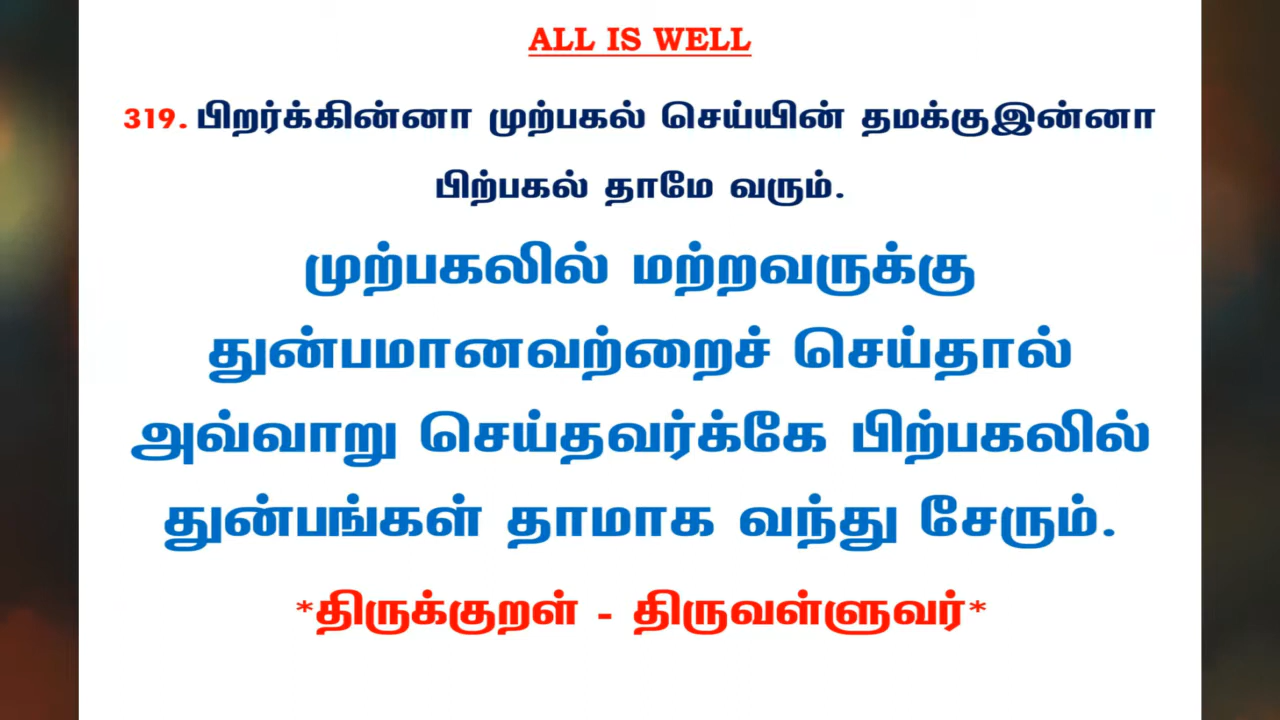 ALL IS WELL
319. பிறர்க்கின்னா முற்பகல் செய்யின் தமக்குஇன்னா
பிற்பகல் தாமே வரும்.
முற்பகலில் மற்றவருக்கு
துன்பமானவற்றைச் செய்தால்
அவ்வாறு செய்தவர்க்கே பிற்பகலில்
துன்பங்கள் தாமாக வந்து சேரும்.
*திருக்குறள் - திருவள்ளுவர்*